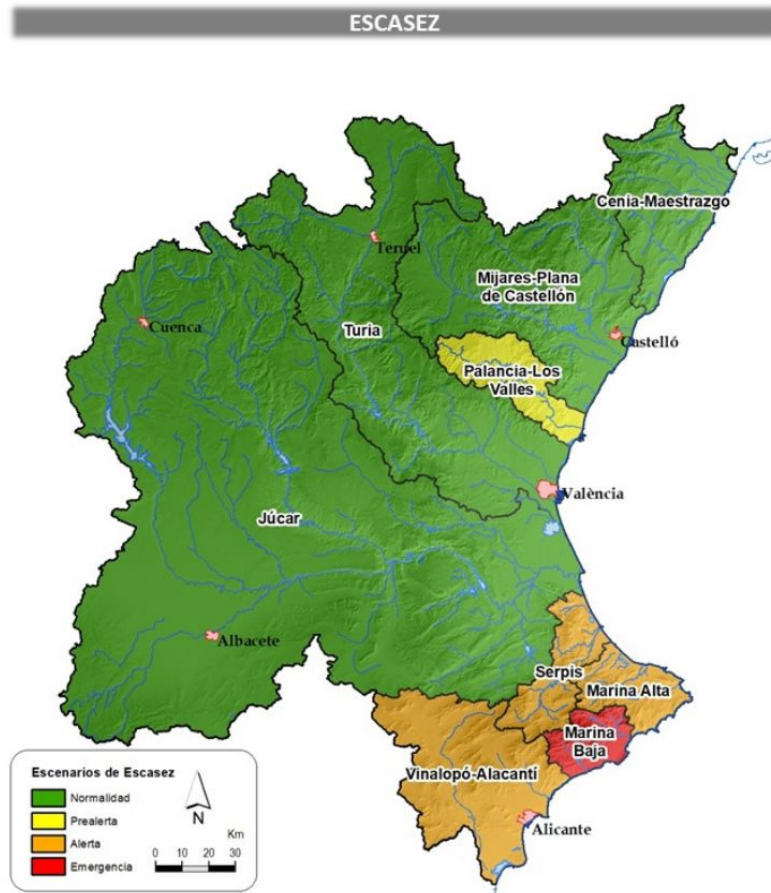 ESCASEZ
Cenia-Maestrazgo
Teruel
Mijares-Plana
de Castellón
Cuenca
Turia
Castelló
Palancia-Los
Valles
València
Júcar
Albacete
Serpis
Marina Alta
Marina
Baja
Vinalopó-Alacantí
Alicante
Escenarios de Escasez
Normalidad
Prealerta
Alerta
Emergencia
N
Km
0 10 20 30